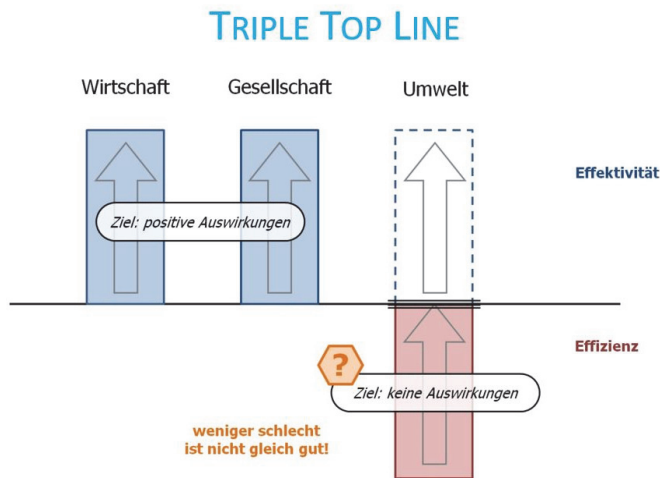 TRIPLE TOP LINE
Wirtschaft
Gesellschaft
Umwelt
Effektivität
Ziel: positive Auswirkungen
Effizienz
?
Ziel: keine Auswirkungen
weniger schlecht
ist nicht gleich gut!